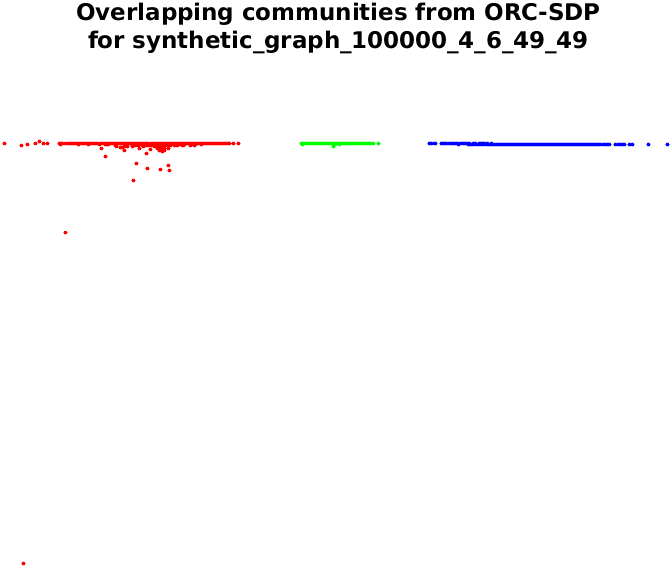 Overlapping communities from ORC-SDP
for synthetic_graph_100000_4_6_49_49